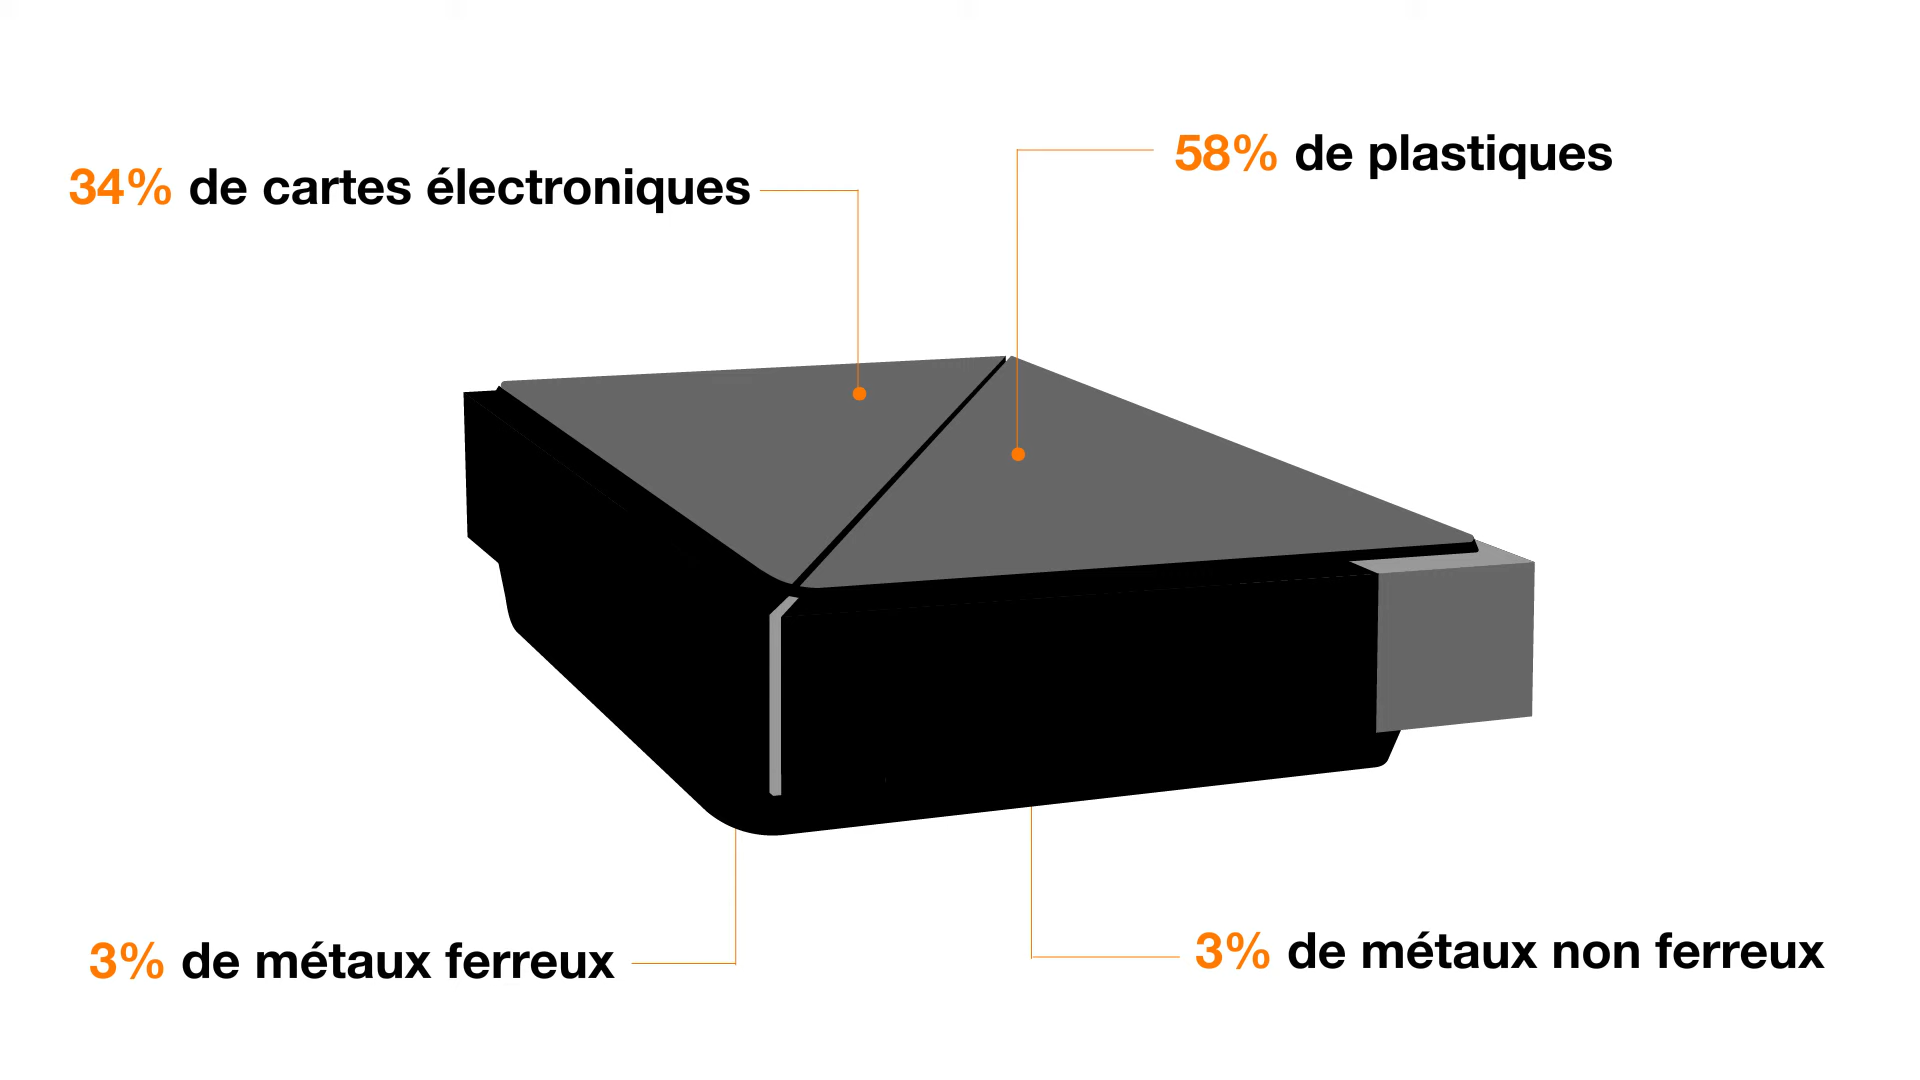 34% de cartes électroniques
58% de plastiques
3% de métaux ferreux
3% de métaux non ferreux